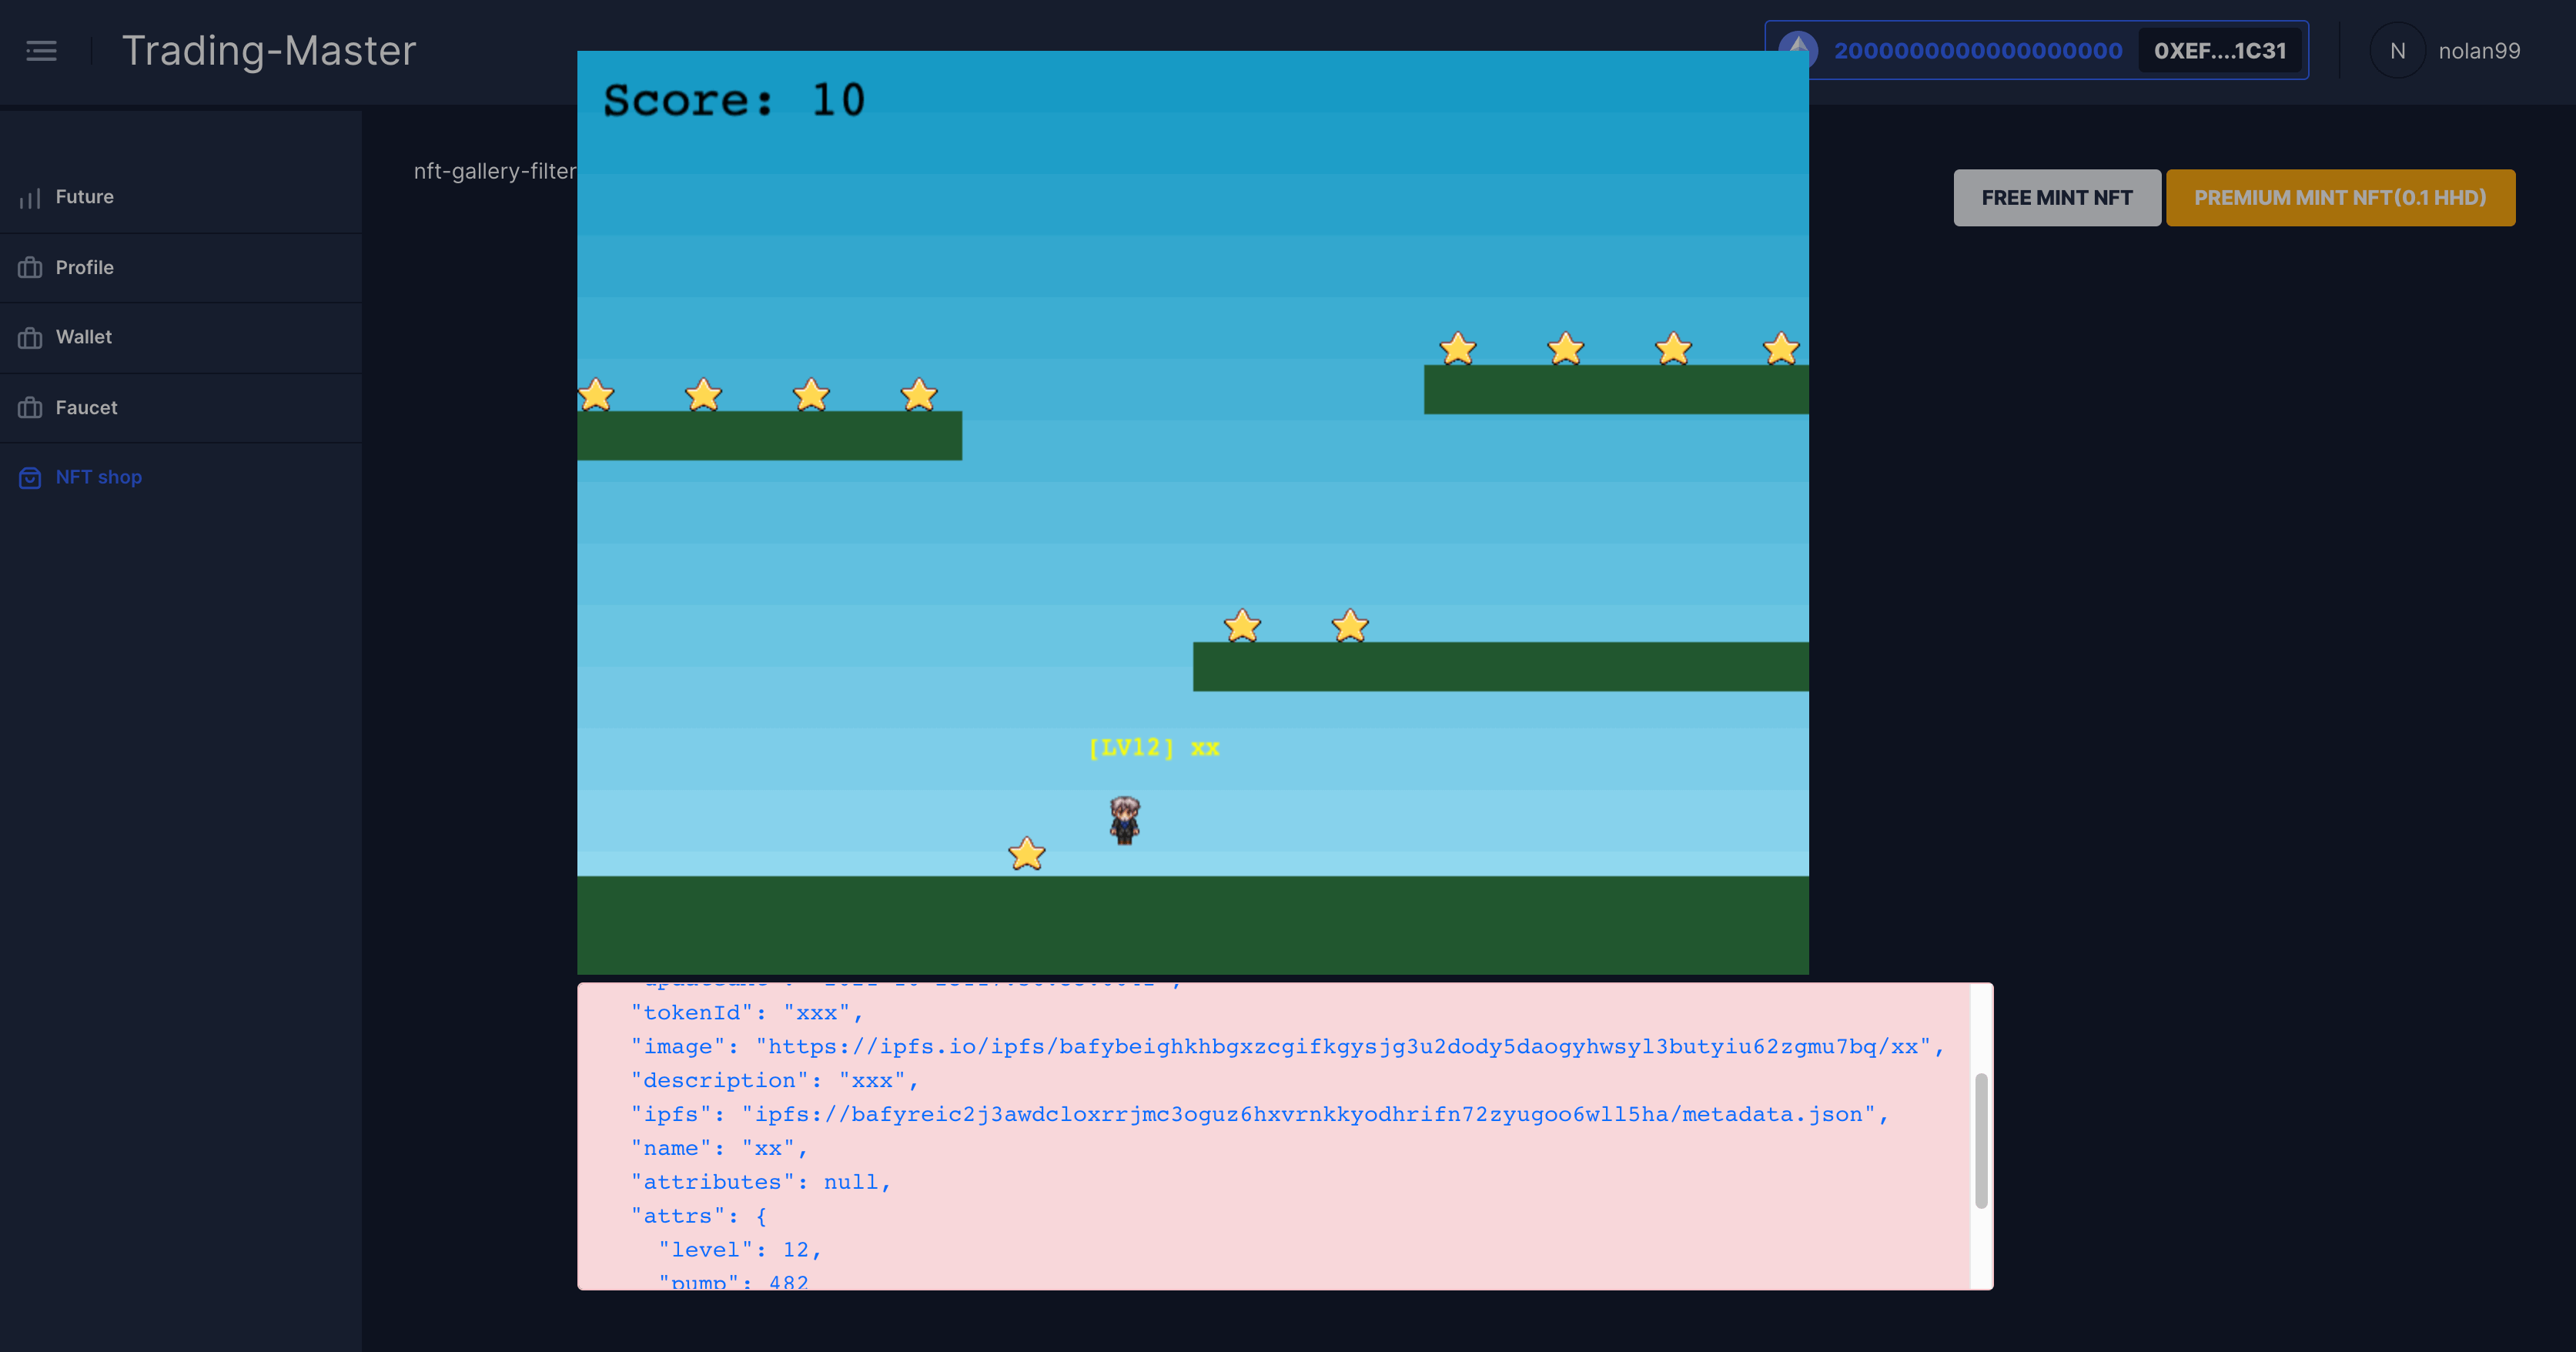 Trading-Master
2000000000000000000
0XEF....1C31
N
nolan99
Score: 10
nft-gallery-filter
FREE MINT NFT
PREMIUM MINT NFT(0.1 HHD)
Future
Profile
Wallet
Faucet
NFT shop
[LV12] xx
"tokenId": "xxx",
"image": "https://ipfs.io/ipfs/bafybeighkhbgxzcgifkgysjg3u2dody5daogyhwsyl3butyiu62zgmu7bq/xx",
"description": "xxx",
"ipfs": "ipfs://bafyreic2j3awdcloxrrjmc3oguz6hxvrnkkyodhrifn72zyugoo6wll5ha/metadata.json",
"name": "xx",
"attributes": null,
"attrs": {
"level": 12,
"pump": 482